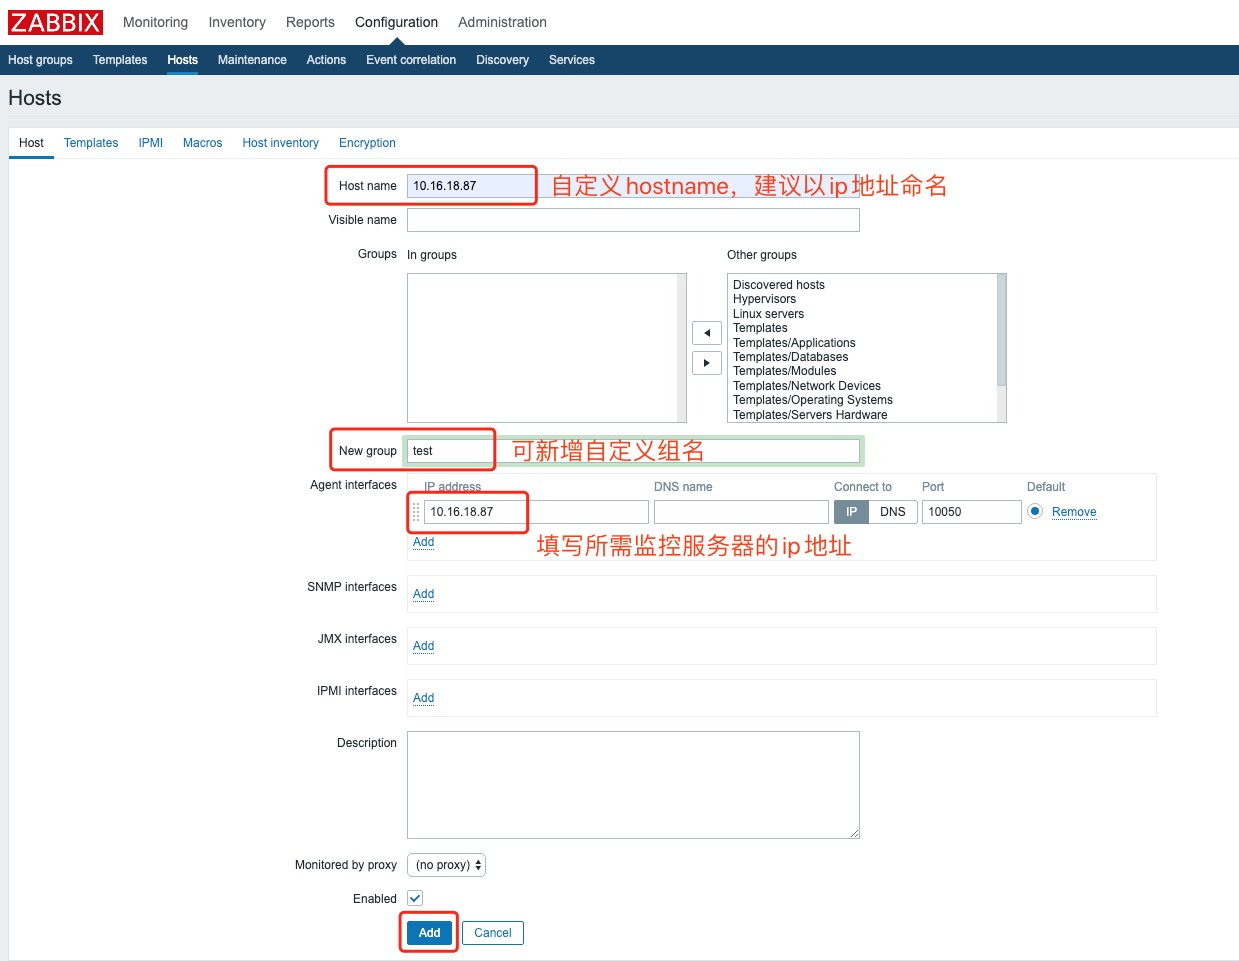 ZABBIX Monitoring Inventory Reports Configuration Administration
Host groups Templates Hosts Maintenance Actions Event correlation Discovery Services
Hosts
Host Templates IPMI Macros Host inventory Encryption
Host name 10.16.18.87 自定义hostname，建议以ip地址命名
Visible name
Groups In groups Other groups
Discovered hosts
Hypervisors
Linux servers
Templates
Templates/Applications
Templates/Databases
Templates/Modules
Templates/Network Devices
Templates/Operating Systems
Templates/Servers Hardware
New group test 可新增自定义组名
Agent interfaces IP address DNS name Connect to Port Default
10.16.18.87 IP DNS 10050 Remove
Add 填写所需监控服务器的ip地址
SNMP interfaces Add
JMX interfaces Add
IPMI interfaces Add
Description
Monitored by proxy (no proxy)
Enabled
Add Cancel